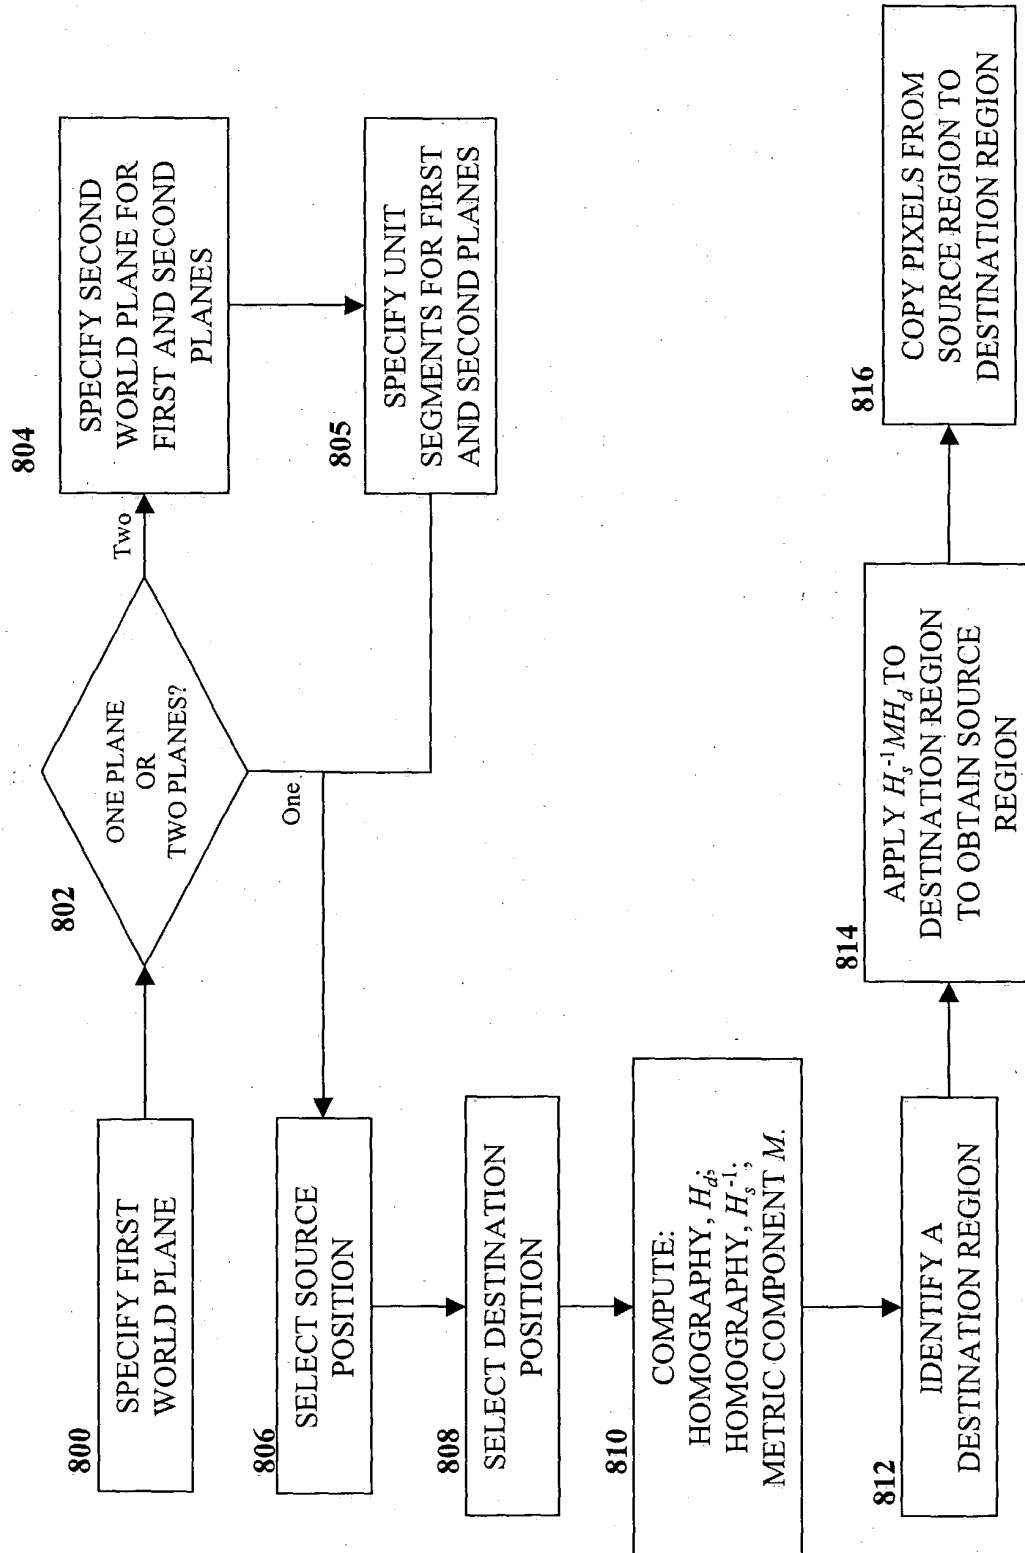 800
SPECIFY FIRST
WORLD PLANE
802
ONE PLANE
OR
TWO PLANES?
Two
One
804
SPECIFY SECOND
WORLD PLANE FOR
FIRST AND SECOND
PLANES
805
SPECIFY UNIT
SEGMENTS FOR FIRST
AND SECOND PLANES
806
SELECT SOURCE
POSITION
808
SELECT DESTINATION
POSITION
810
COMPUTE:
HOMOGRAPHY, H_d;
HOMOGRAPHY, H_s^-1;
METRIC COMPONENT M.
812
IDENTIFY A
DESTINATION REGION
814
APPLY H_s^-1MH_d TO
DESTINATION REGION
TO OBTAIN SOURCE
REGION
816
COPY PIXELS FROM
SOURCE REGION TO
DESTINATION REGION